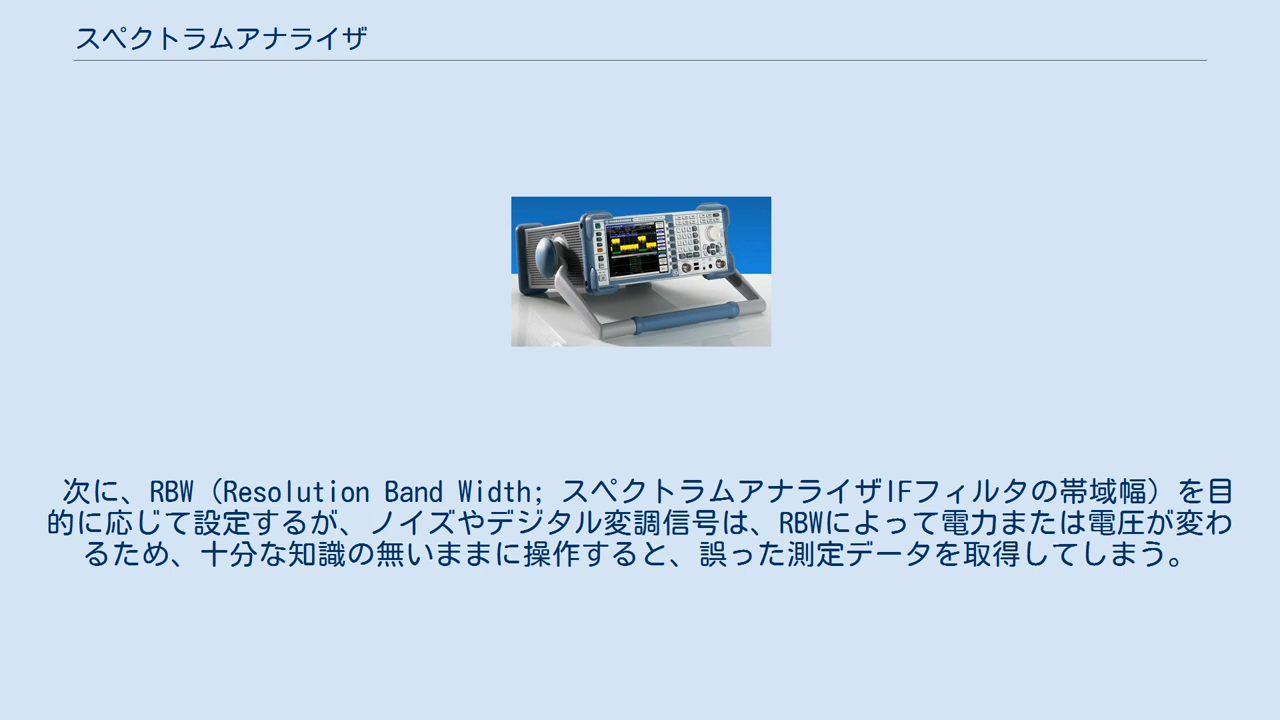 スペクトラムアナライザ
次に、RBW（Resolution Band Width; スペクトラムアナライザIFフィルタの帯域幅）を目
的に応じて設定するが、ノイズやデジタル変調信号は、RBWによって電力または電圧が変わ
るため、十分な知識の無いままに操作すると、誤った測定データを取得してしまう。